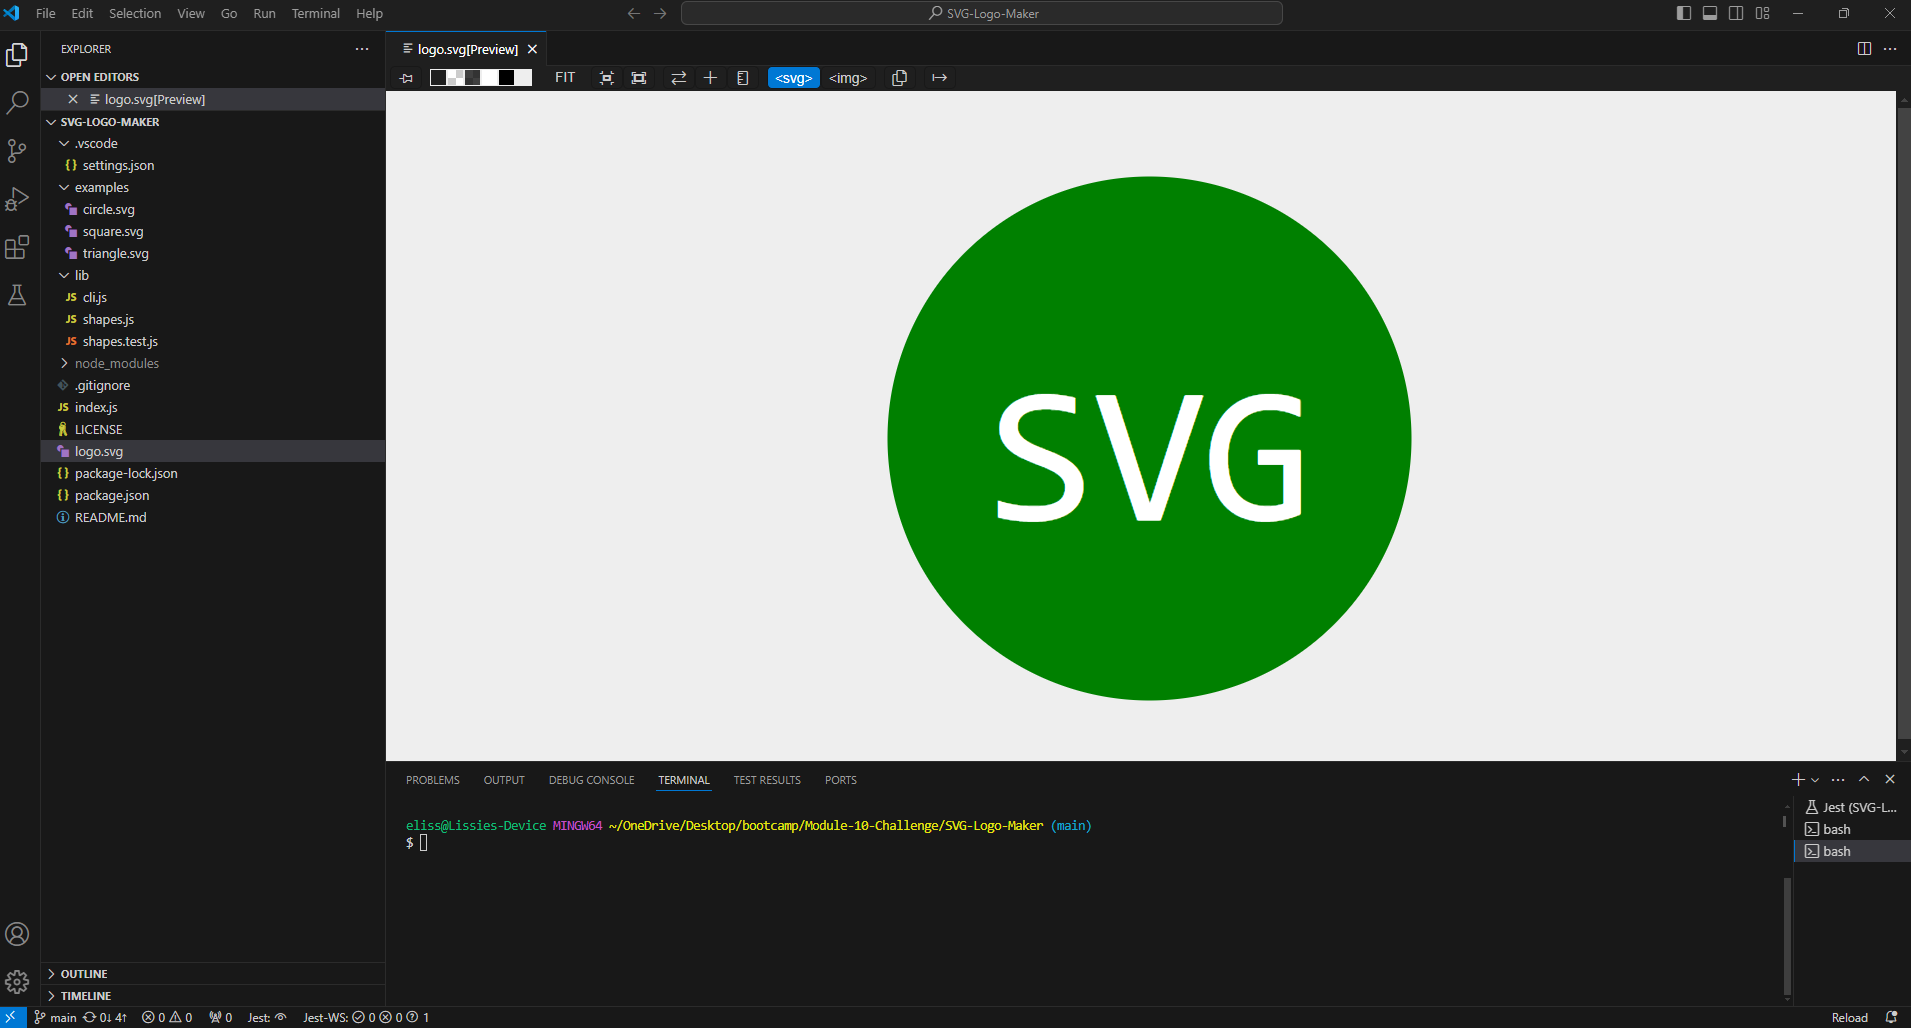 File Edit Selection View Go Run Terminal Help
SVG-Logo-Maker
EXPLORER
OPEN EDITORS
logo.svg[Preview]
SVG-LOGO-MAKER
.vscode
{} settings.json
examples
circle.svg
square.svg
triangle.svg
lib
JS cli.js
JS shapes.js
JS shapes.test.js
node_modules
.gitignore
JS index.js
LICENSE
logo.svg
{} package-lock.json
{} package.json
README.md
OUTLINE
TIMELINE
logo.svg[Preview]
FIT <svg> <img>
SVG
PROBLEMS OUTPUT DEBUG CONSOLE TERMINAL TEST RESULTS PORTS
eliss@Lissies-Device MINGW64 ~/OneDrive/Desktop/bootcamp/Module-10-Challenge/SVG-Logo-Maker (main)
$
Jest (SVG-L...
bash
bash
main 0↓ 4↑ 0 0 0 Jest: Jest-WS: 0 0 1 Reload